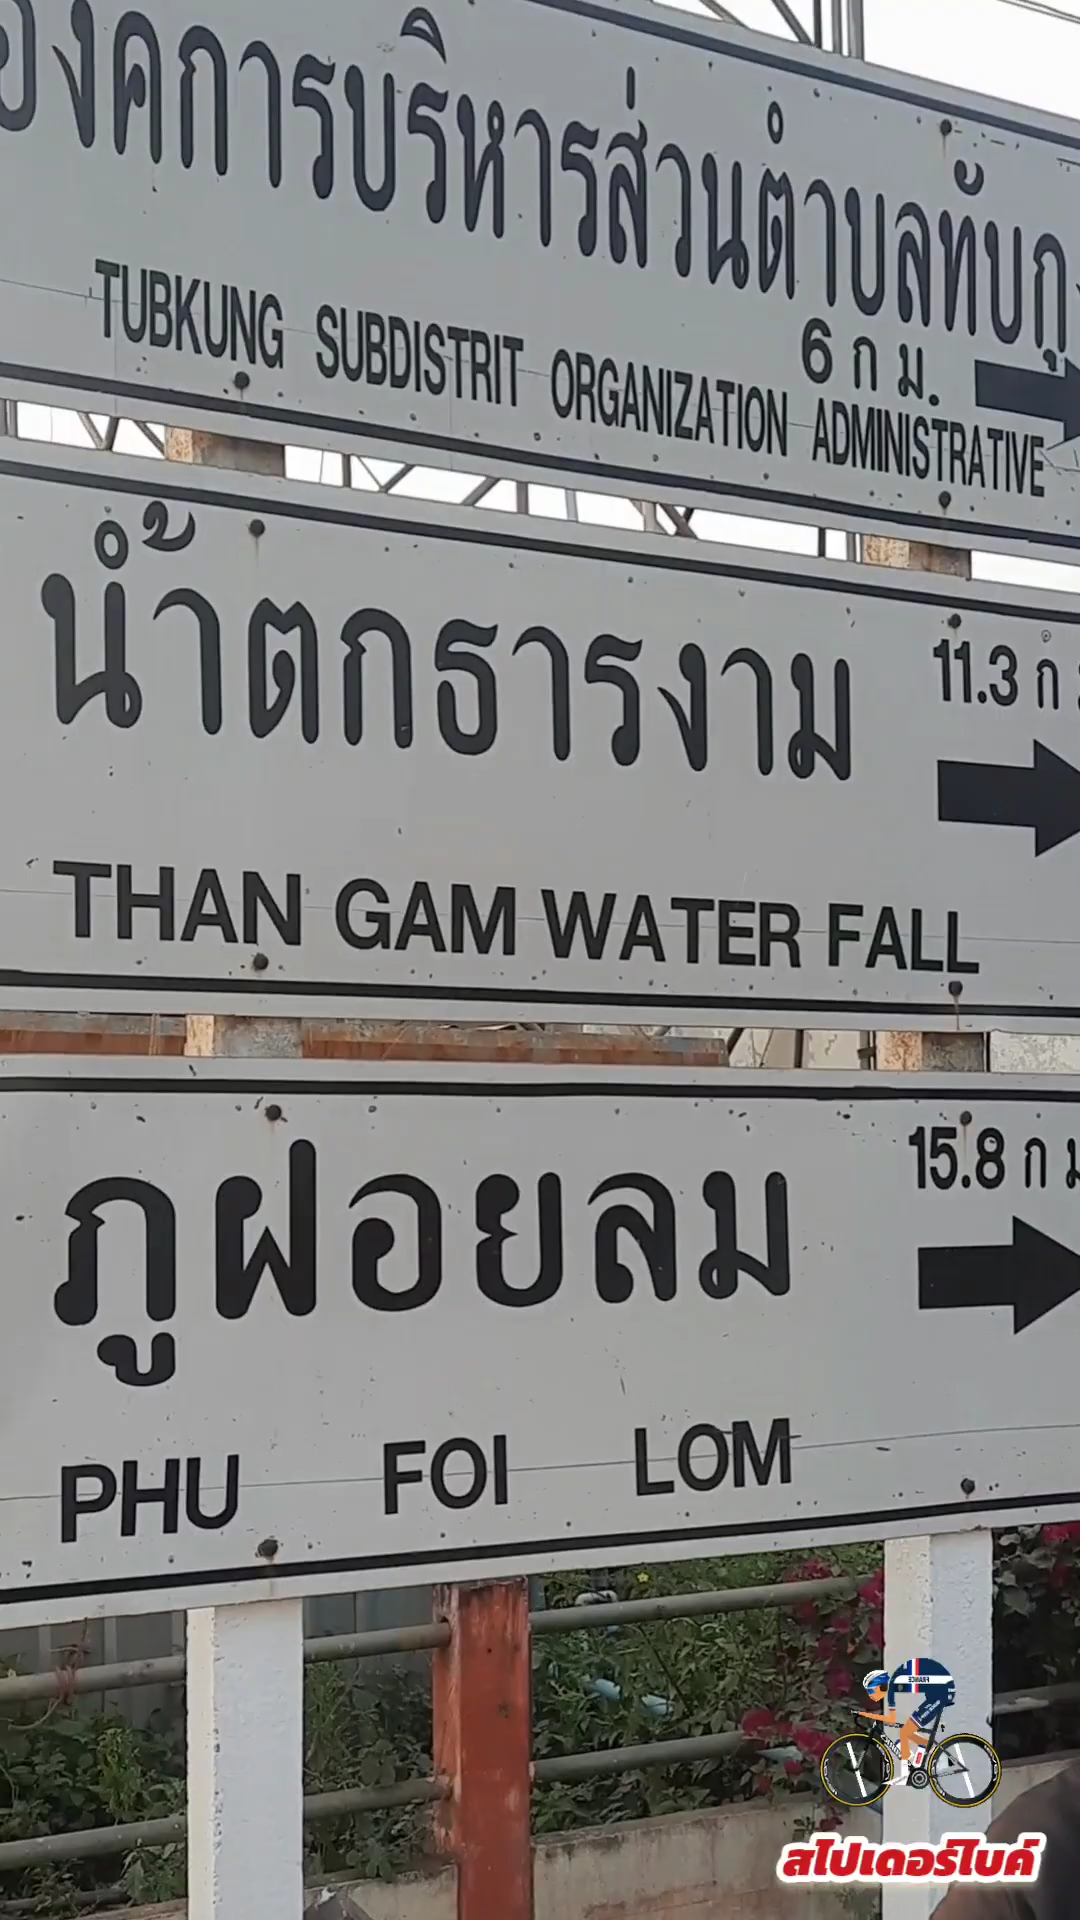 องค์การบริหารส่วนตำบลทับกุ
6 ก ม.
TUBKUNG SUBDISTRIT ORGANIZATION ADMINISTRATIVE
น้ำตกธารงาม
11.3 ก
THAN GAM WATER FALL
ภูฝอยลม
15.8 ก ม
PHU FOI LOM
FRANCE
สไปเดอร์ไบค์